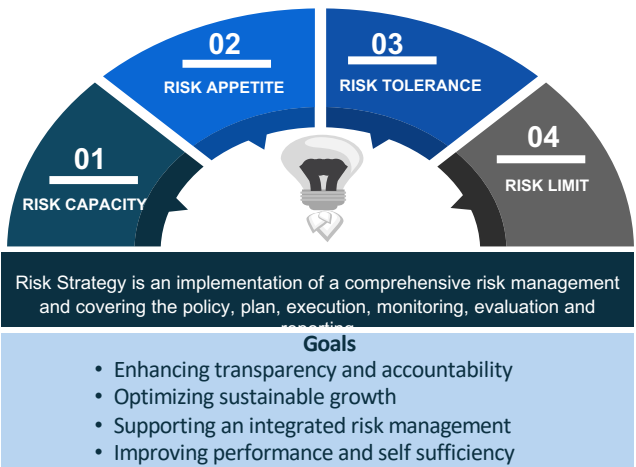 01
RISK CAPACITY
02
RISK APPETITE
03
RISK TOLERANCE
04
RISK LIMIT
Risk Strategy is an implementation of a comprehensive risk management
and covering the policy, plan, execution, monitoring, evaluation and
reporting
Goals
• Enhancing transparency and accountability
• Optimizing sustainable growth
• Supporting an integrated risk management
• Improving performance and self sufficiency